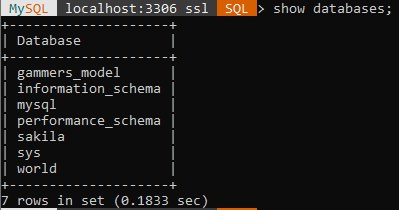 MySQL localhost:3306 ssl SQL > show databases;
+--------------------+
| Database           |
+--------------------+
| gammers_model      |
| information_schema |
| mysql              |
| performance_schema |
| sakila             |
| sys                |
| world              |
+--------------------+
7 rows in set (0.1833 sec)